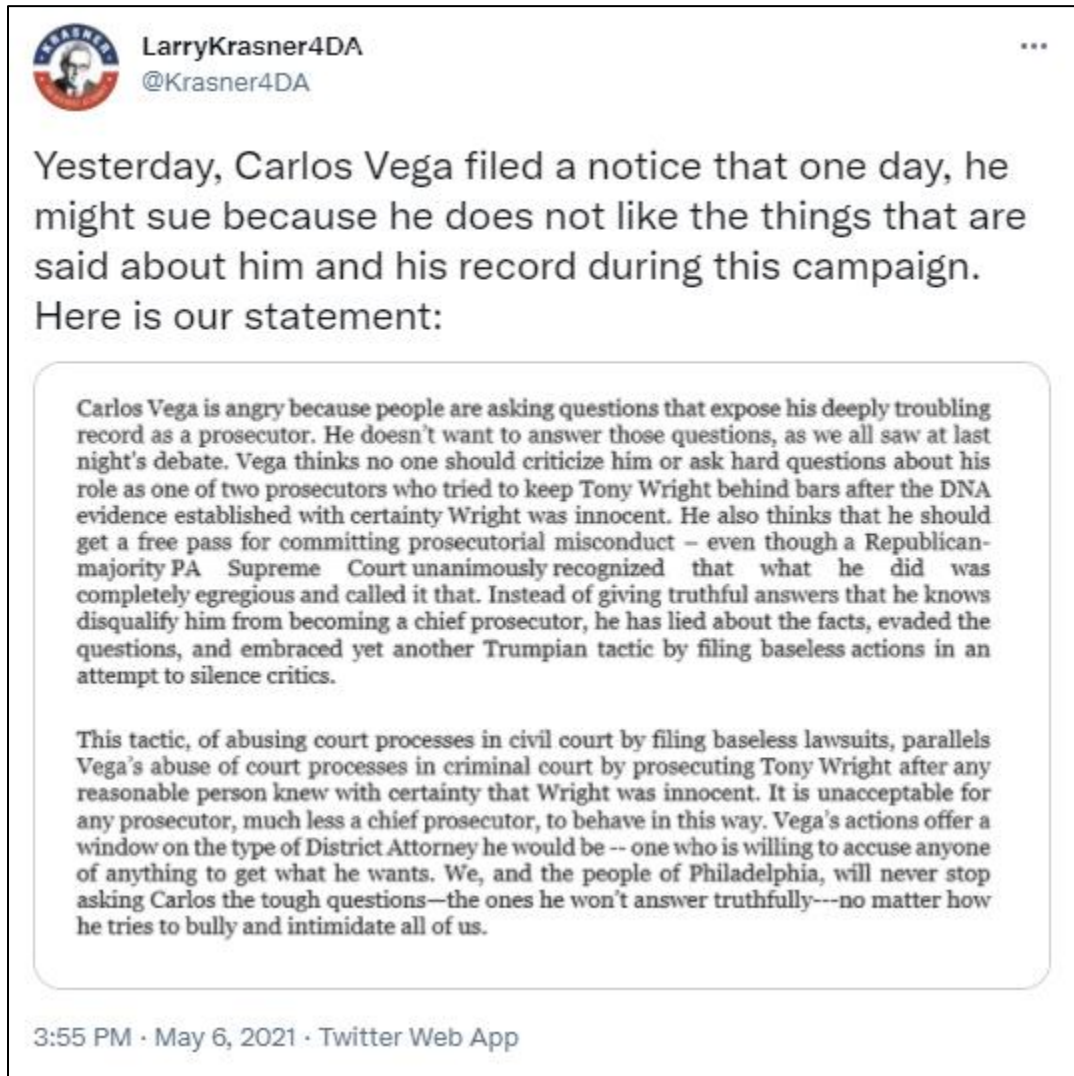 KRASNER
LarryKrasner4DA
@Krasner4DA
Yesterday, Carlos Vega filed a notice that one day, he
might sue because he does not like the things that are
said about him and his record during this campaign.
Here is our statement:
Carlos Vega is angry because people are asking questions that expose his deeply troubling
record as a prosecutor. He doesn't want to answer those questions, as we all saw at last
night's debate. Vega thinks no one should criticize him or ask hard questions about his
role as one of two prosecutors who tried to keep Tony Wright behind bars after the DNA
evidence established with certainty Wright was innocent. He also thinks that he should
get a free pass for committing prosecutorial misconduct – even though a Republican-
majority PA Supreme Court unanimously recognized that what he did was
completely egregious and called it that. Instead of giving truthful answers that he knows
disqualify him from becoming a chief prosecutor, he has lied about the facts, evaded the
questions, and embraced yet another Trumpian tactic by filing baseless actions in an
attempt to silence critics.
This tactic, of abusing court processes in civil court by filing baseless lawsuits, parallels
Vega's abuse of court processes in criminal court by prosecuting Tony Wright after any
reasonable person knew with certainty that Wright was innocent. It is unacceptable for
any prosecutor, much less a chief prosecutor, to behave in this way. Vega's actions offer a
window on the type of District Attorney he would be -- one who is willing to accuse anyone
of anything to get what he wants. We, and the people of Philadelphia, will never stop
asking Carlos the tough questions—the ones he won't answer truthfully---no matter how
he tries to bully and intimidate all of us.
3:55 PM · May 6, 2021 · Twitter Web App